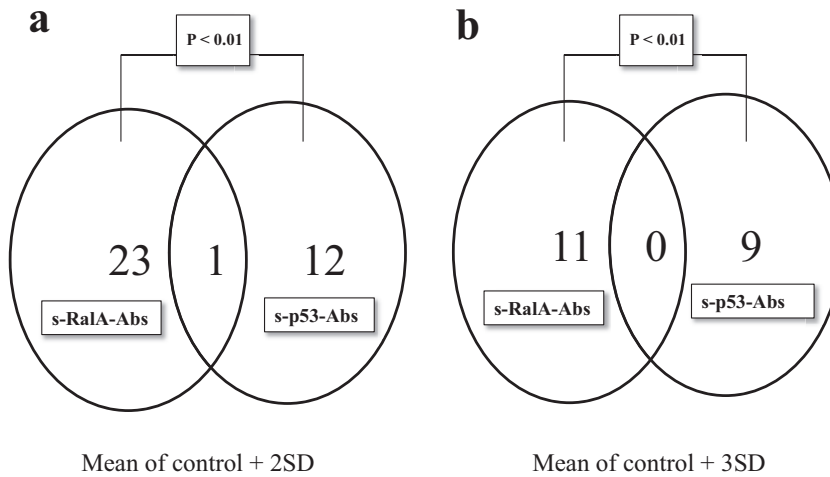 a
P < 0.01
23
1
12
s-RalA-Abs
s-p53-Abs
Mean of control + 2SD
b
P < 0.01
11
0
9
s-RalA-Abs
s-p53-Abs
Mean of control + 3SD